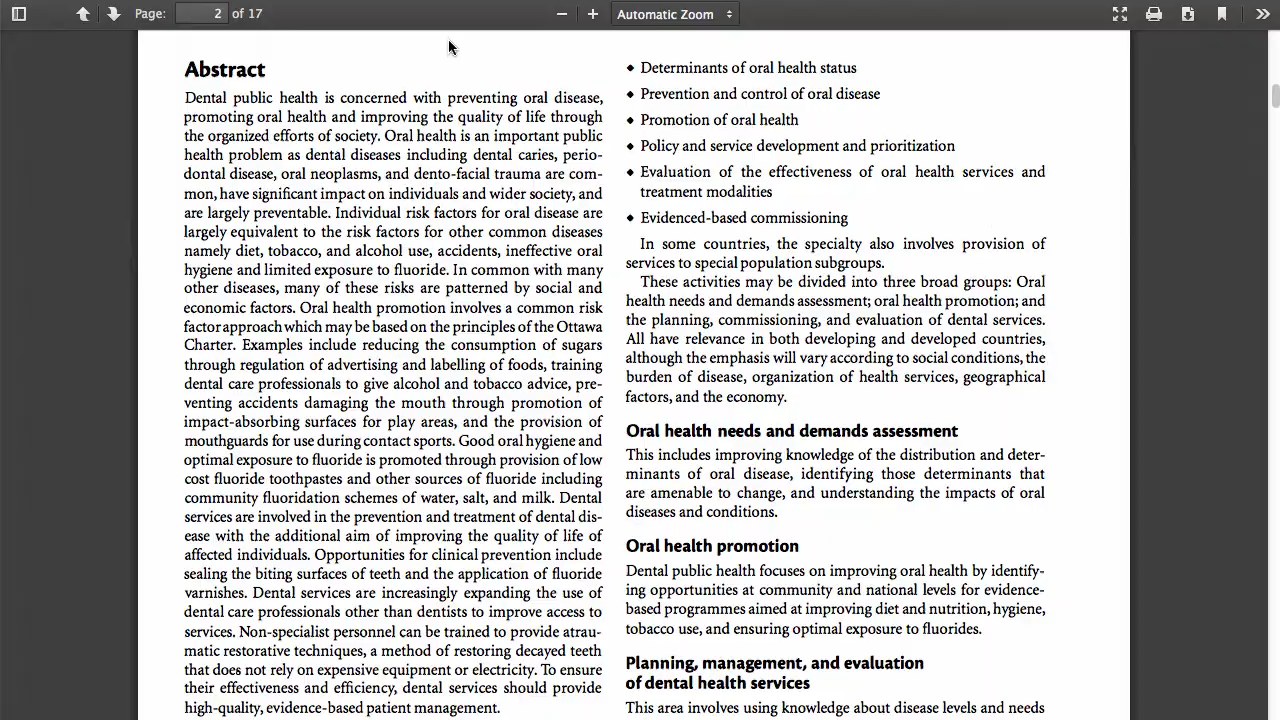 Page: 2 of 17
Automatic Zoom
Abstract
Dental public health is concerned with preventing oral disease,
promoting oral health and improving the quality of life through
the organized efforts of society. Oral health is an important public
health problem as dental diseases including dental caries, perio-
dontal disease, oral neoplasms, and dento-facial trauma are com-
mon, have significant impact on individuals and wider society, and
are largely preventable. Individual risk factors for oral disease are
largely equivalent to the risk factors for other common diseases
namely diet, tobacco, and alcohol use, accidents, ineffective oral
hygiene and limited exposure to fluoride. In common with many
other diseases, many of these risks are patterned by social and
economic factors. Oral health promotion involves a common risk
factor approach which may be based on the principles of the Ottawa
Charter. Examples include reducing the consumption of sugars
through regulation of advertising and labelling of foods, training
dental care professionals to give alcohol and tobacco advice, pre-
venting accidents damaging the mouth through promotion of
impact-absorbing surfaces for play areas, and the provision of
mouthguards for use during contact sports. Good oral hygiene and
optimal exposure to fluoride is promoted through provision of low
cost fluoride toothpastes and other sources of fluoride including
community fluoridation schemes of water, salt, and milk. Dental
services are involved in the prevention and treatment of dental dis-
ease with the additional aim of improving the quality of life of
affected individuals. Opportunities for clinical prevention include
sealing the biting surfaces of teeth and the application of fluoride
varnishes. Dental services are increasingly expanding the use of
dental care professionals other than dentists to improve access to
services. Non-specialist personnel can be trained to provide atrau-
matic restorative techniques, a method of restoring decayed teeth
that does not rely on expensive equipment or electricity. To ensure
their effectiveness and efficiency, dental services should provide
high-quality, evidence-based patient management.
◆ Determinants of oral health status
◆ Prevention and control of oral disease
◆ Promotion of oral health
◆ Policy and service development and prioritization
◆ Evaluation of the effectiveness of oral health services and
treatment modalities
◆ Evidenced-based commissioning
In some countries, the specialty also involves provision of
services to special population subgroups.
These activities may be divided into three broad groups: Oral
health needs and demands assessment; oral health promotion; and
the planning, commissioning, and evaluation of dental services.
All have relevance in both developing and developed countries,
although the emphasis will vary according to social conditions, the
burden of disease, organization of health services, geographical
factors, and the economy.
Oral health needs and demands assessment
This includes improving knowledge of the distribution and deter-
minants of oral disease, identifying those determinants that
are amenable to change, and understanding the impacts of oral
diseases and conditions.
Oral health promotion
Dental public health focuses on improving oral health by identify-
ing opportunities at community and national levels for evidence-
based programmes aimed at improving diet and nutrition, hygiene,
tobacco use, and ensuring optimal exposure to fluorides.
Planning, management, and evaluation
of dental health services
This area involves using knowledge about disease levels and needs